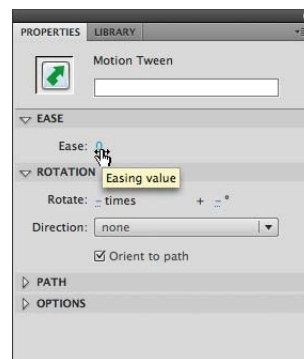 PROPERTIES LIBRARY
Motion Tween
EASE
Ease: 0
Easing value
ROTATION
Rotate: - times + - °
Direction: none
Orient to path
PATH
OPTIONS